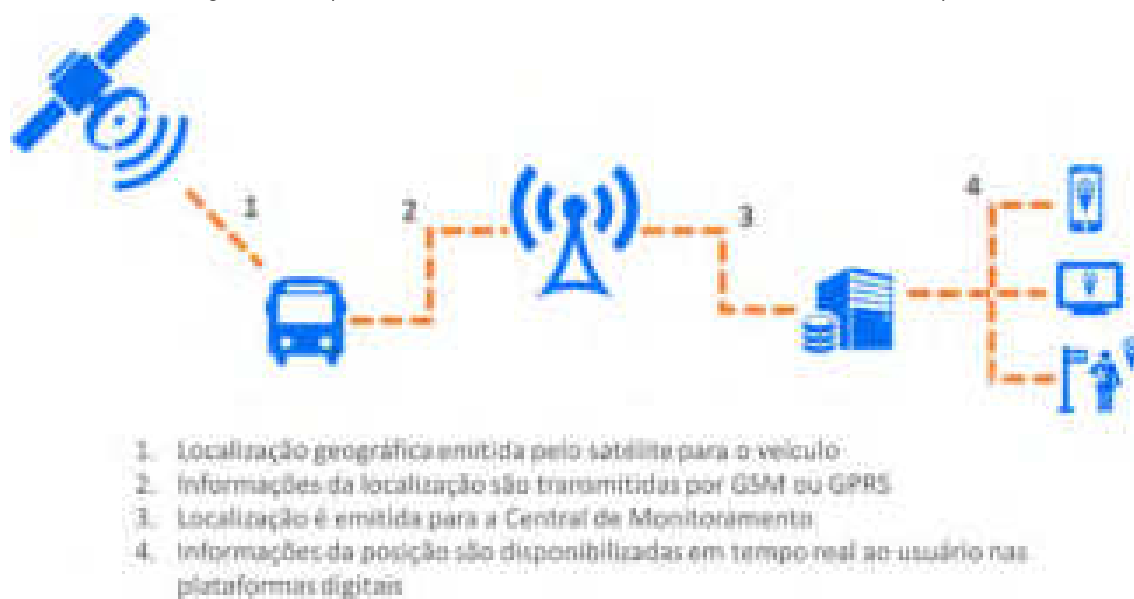 1
2
3
4
1. Localização geográfica emitida pelo satélite para o veículo
2. Informações da localização são transmitidas por GSM ou GPRS
3. Localização é emitida para a Central de Monitoramento
4. Informações da posição são disponibilizadas em tempo real ao usuário nas
plataformas digitais